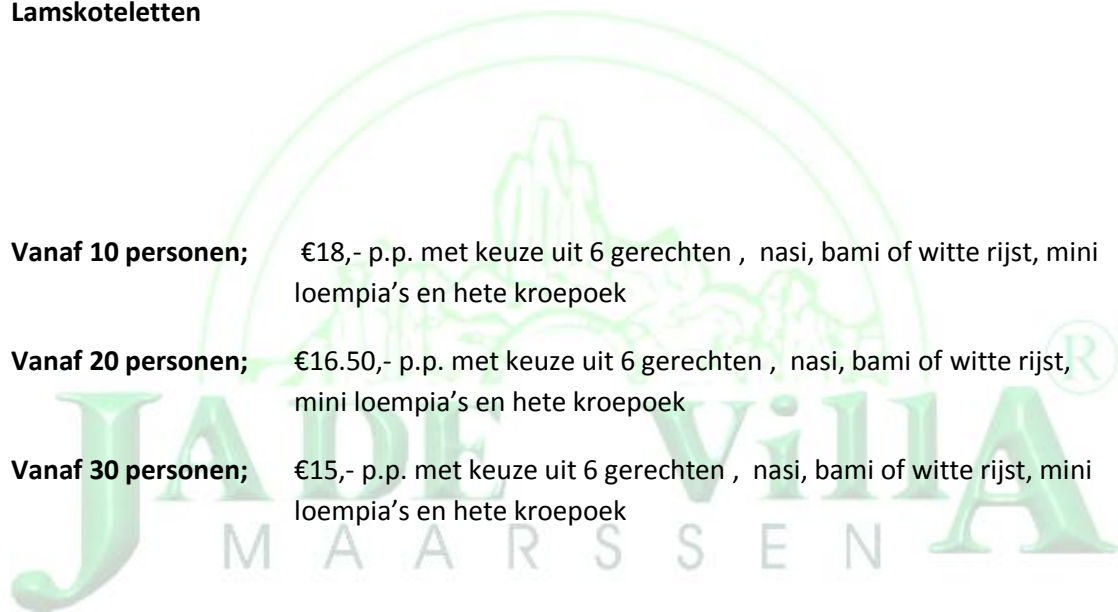 Lamskoteletten
Vanaf 10 personen; €18,- p.p. met keuze uit 6 gerechten , nasi, bami of witte rijst, mini
loempia’s en hete kroepoek
Vanaf 20 personen; €16.50,- p.p. met keuze uit 6 gerechten , nasi, bami of witte rijst,
mini loempia’s en hete kroepoek
Vanaf 30 personen; €15,- p.p. met keuze uit 6 gerechten , nasi, bami of witte rijst, mini
loempia’s en hete kroepoek
JADE VillA ®
MAARSSEN